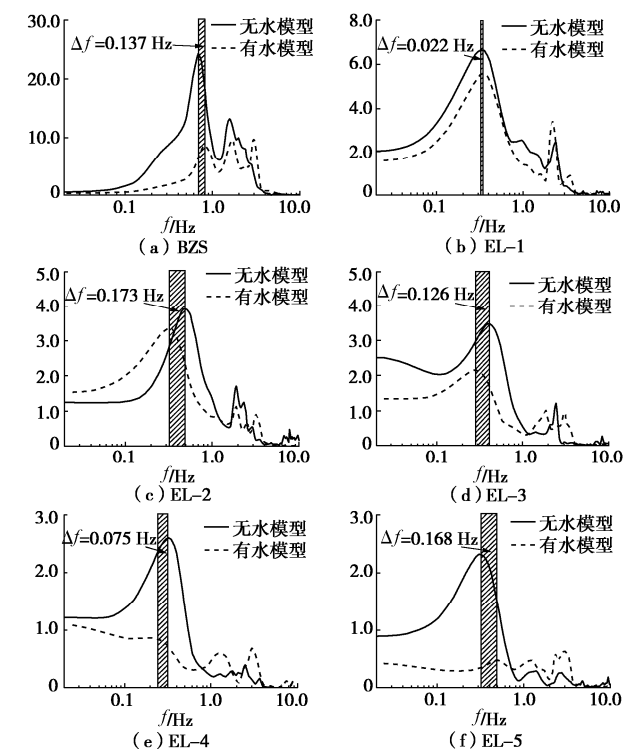 30.0
20.0
10.0
0
Δf=0.137 Hz
无水模型
有水模型
0.1 1.0 10.0
f/Hz
(a) BZS
8.0
6.0
4.0
2.0
0
Δf=0.022 Hz
无水模型
有水模型
0.1 1.0 10.0
f/Hz
(b) EL-1
5.0
4.0
3.0
2.0
1.0
0
Δf=0.173 Hz
无水模型
有水模型
0.1 1.0 10.0
f/Hz
(c) EL-2
5.0
4.0
3.0
2.0
1.0
0
Δf=0.126 Hz
无水模型
有水模型
0.1 1.0 10.0
f/Hz
(d) EL-3
3.0
2.0
1.0
0
Δf=0.075 Hz
无水模型
有水模型
0.1 1.0 10.0
f/Hz
(e) EL-4
3.0
2.0
1.0
0
Δf=0.168 Hz
无水模型
有水模型
0.1 1.0 10.0
f/Hz
(f) EL-5